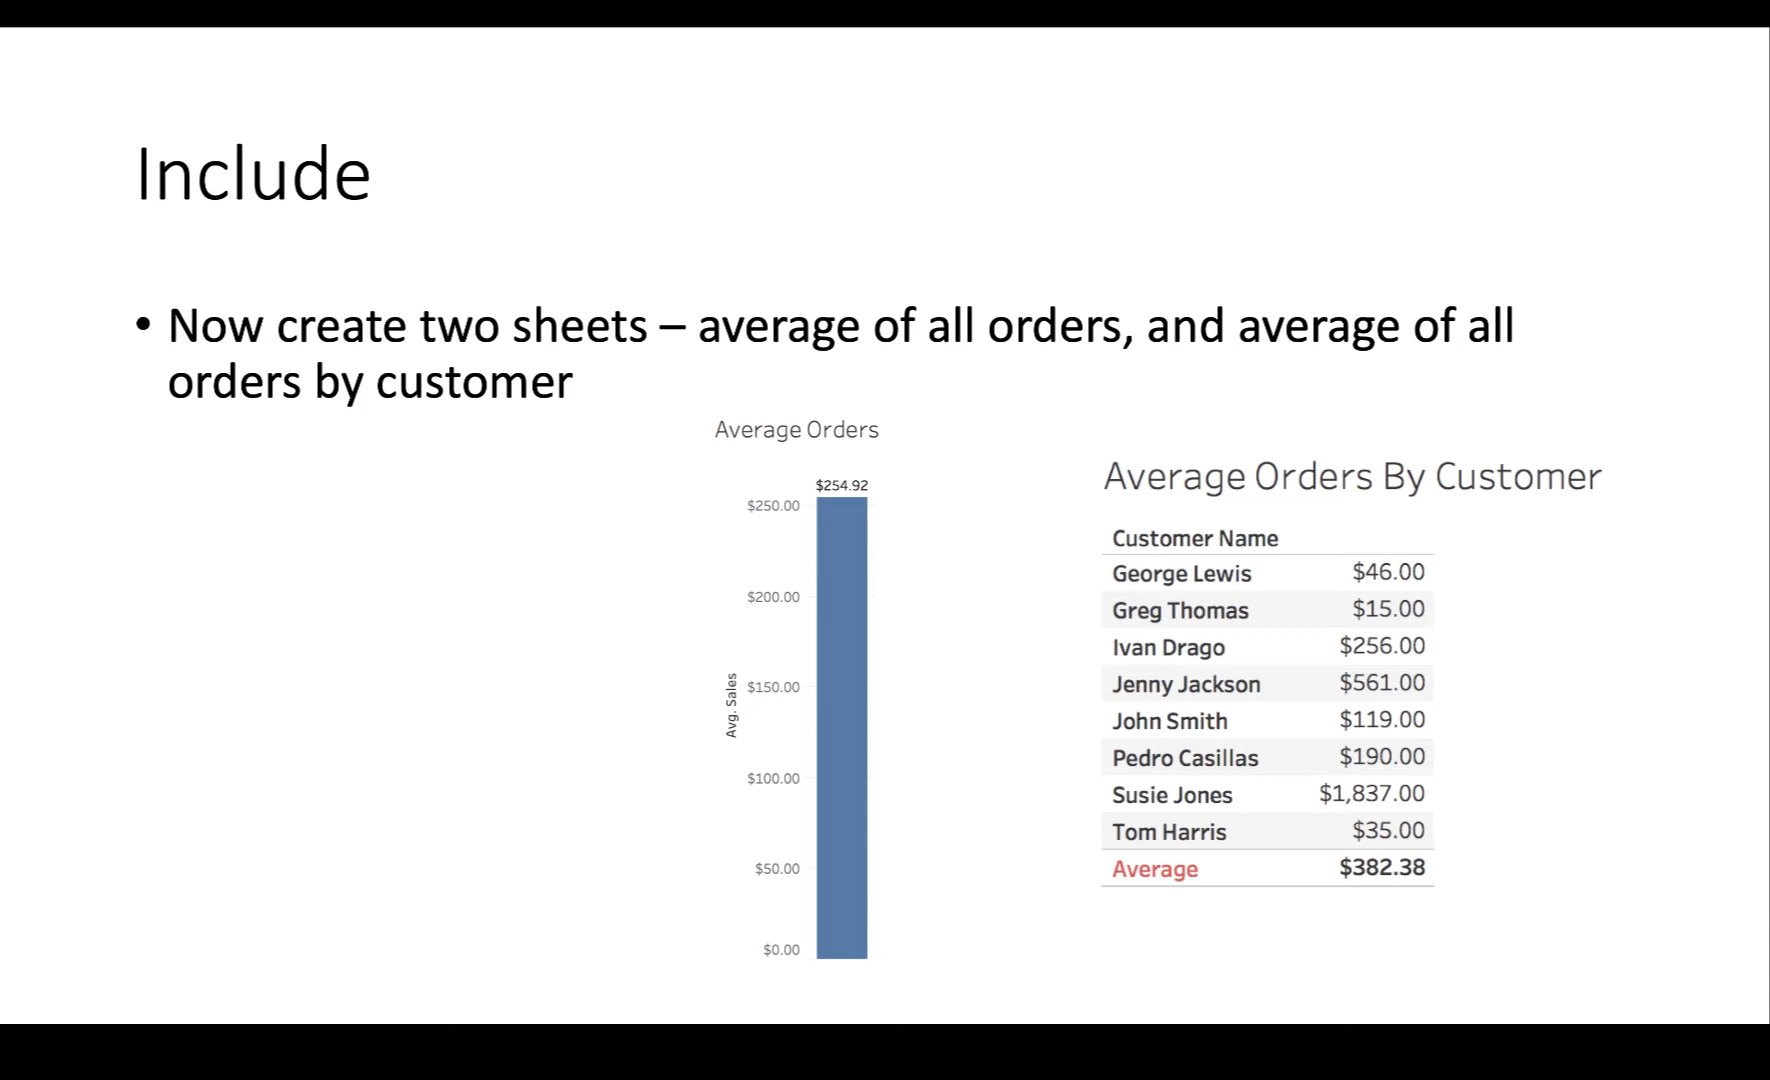 Include
• Now create two sheets – average of all orders, and average of all
orders by customer
Average Orders
$254.92
$250.00
$200.00
$150.00
$100.00
$50.00
$0.00
Avg. Sales
Average Orders By Customer
Customer Name
George Lewis $46.00
Greg Thomas $15.00
Ivan Drago $256.00
Jenny Jackson $561.00
John Smith $119.00
Pedro Casillas $190.00
Susie Jones $1,837.00
Tom Harris $35.00
Average $382.38